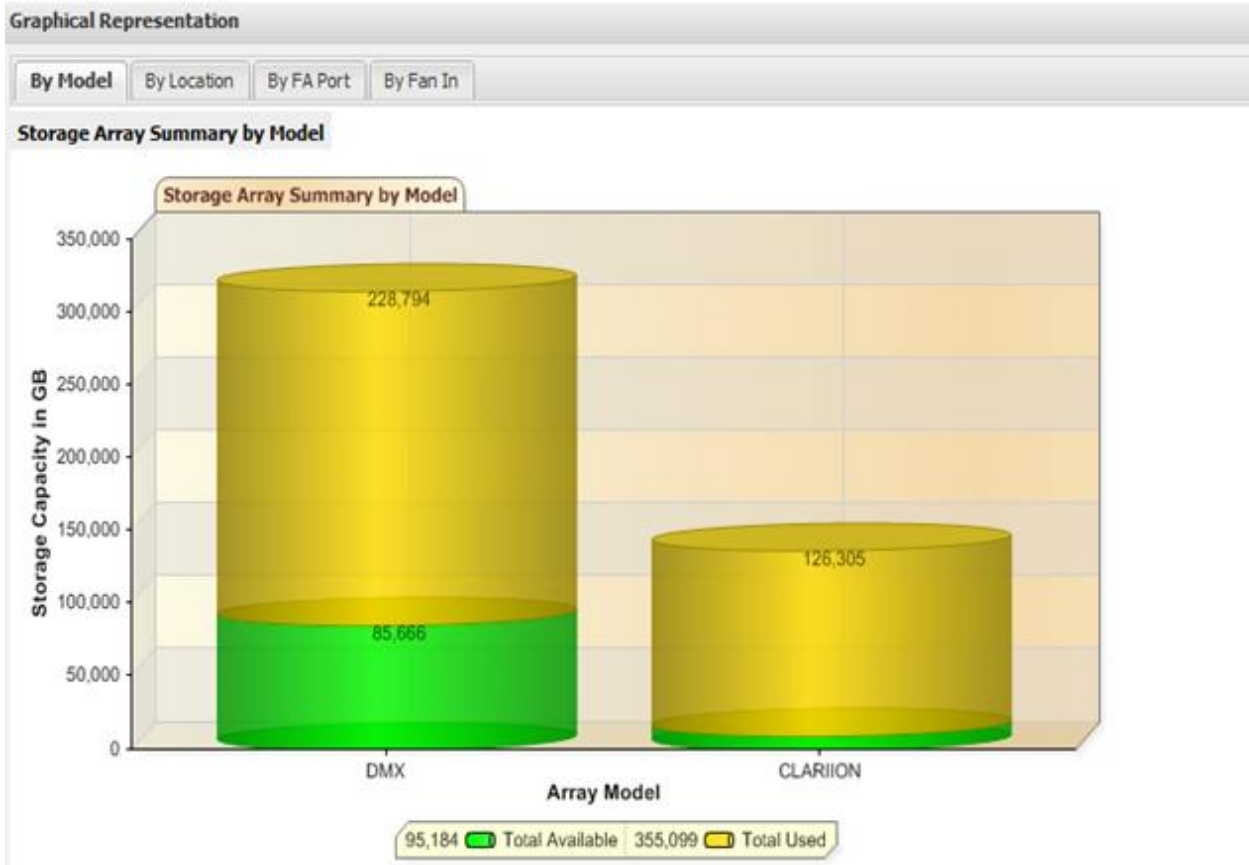 Graphical Representation
By Model By Location By FA Port By Fan In
Storage Array Summary by Model
Storage Array Summary by Model
350,000
300,000
250,000
200,000
150,000
100,000
50,000
0
Storage Capacity in GB
228,794
85,666
126,305
DMX CLARIION
Array Model
95,184 Total Available 355,099 Total Used